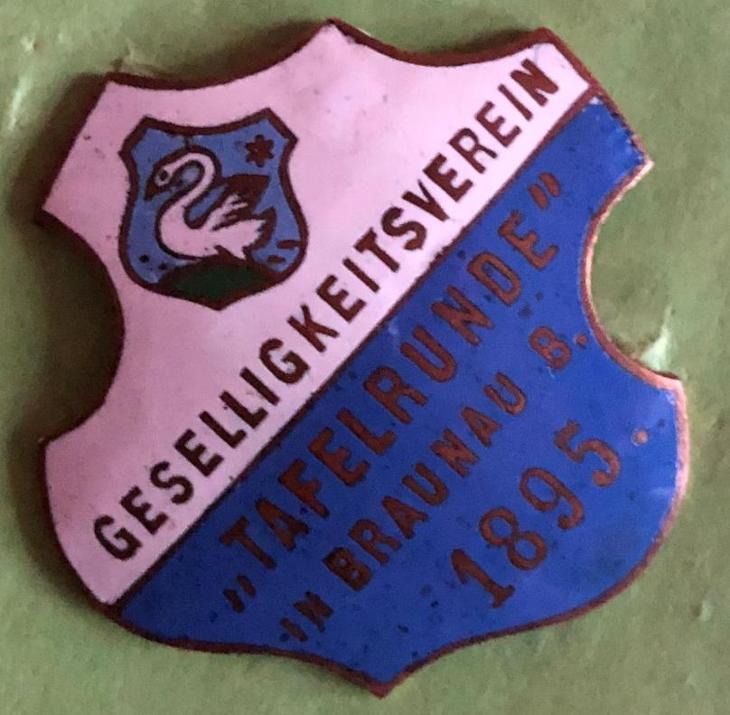 GESELLIGKEITSVEREIN
„TAFELRUNDE”
IN BRAUNAU B.
1895.